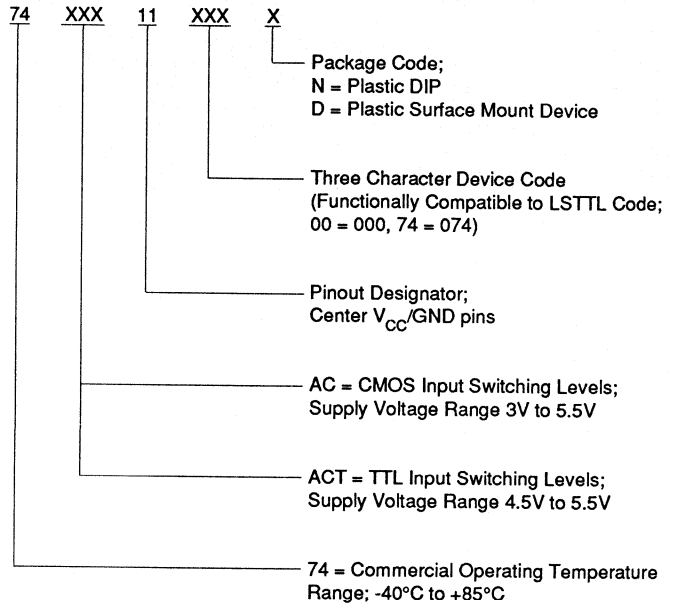 74 XXX 11 XXX X
Package Code;
N = Plastic DIP
D = Plastic Surface Mount Device
Three Character Device Code
(Functionally Compatible to LSTTL Code;
00 = 000, 74 = 074)
Pinout Designator;
Center VCC/GND pins
AC = CMOS Input Switching Levels;
Supply Voltage Range 3V to 5.5V
ACT = TTL Input Switching Levels;
Supply Voltage Range 4.5V to 5.5V
74 = Commercial Operating Temperature
Range; -40°C to +85°C